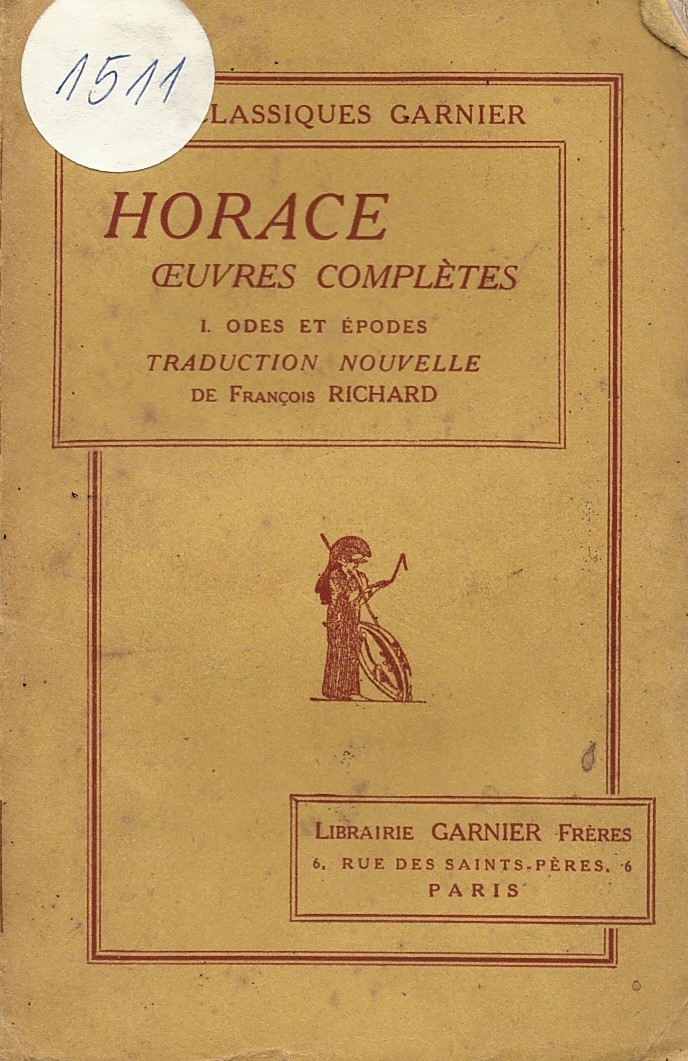 1511
CLASSIQUES GARNIER
HORACE
ŒUVRES COMPLÈTES
I. ODES ET ÉPODES
TRADUCTION NOUVELLE
DE François RICHARD
LIBRAIRIE GARNIER FRÈRES
6, RUE DES SAINTS-PÈRES, 6
PARIS